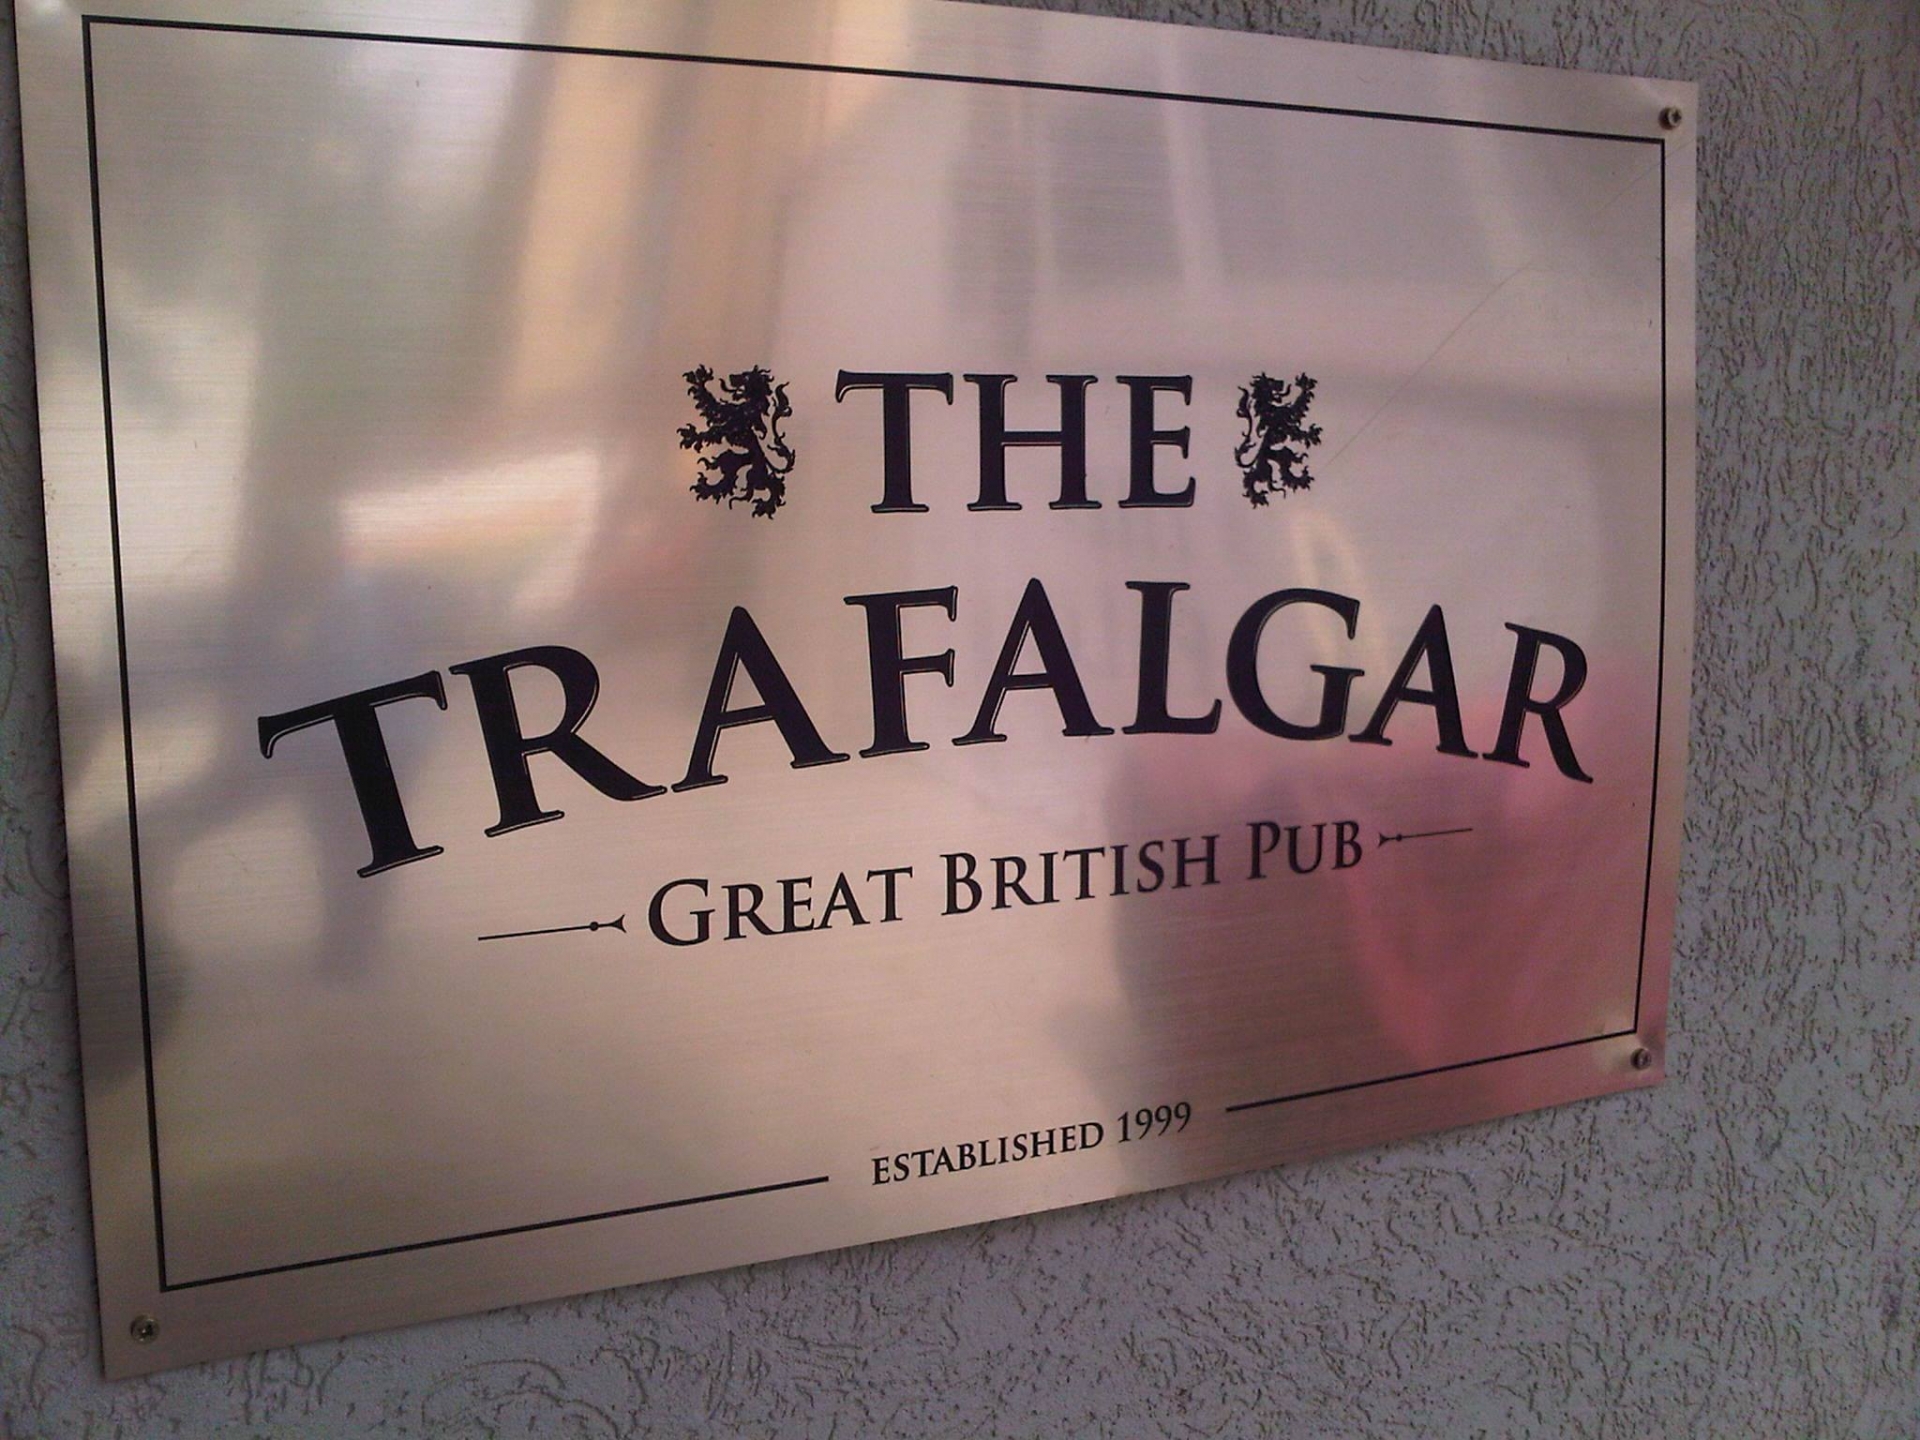 THE
TRAFALGAR
GREAT BRITISH PUB
ESTABLISHED 1999